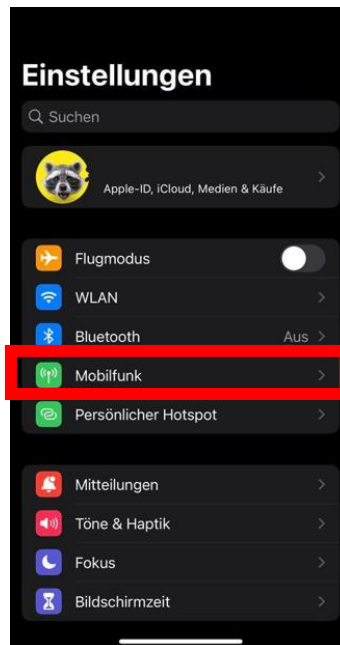 Einstellungen
Suchen
Apple-ID, iCloud, Medien & Käufe
Flugmodus
WLAN
Bluetooth Aus
Mobilfunk
Persönlicher Hotspot
Mitteilungen
Töne & Haptik
Fokus
Bildschirmzeit